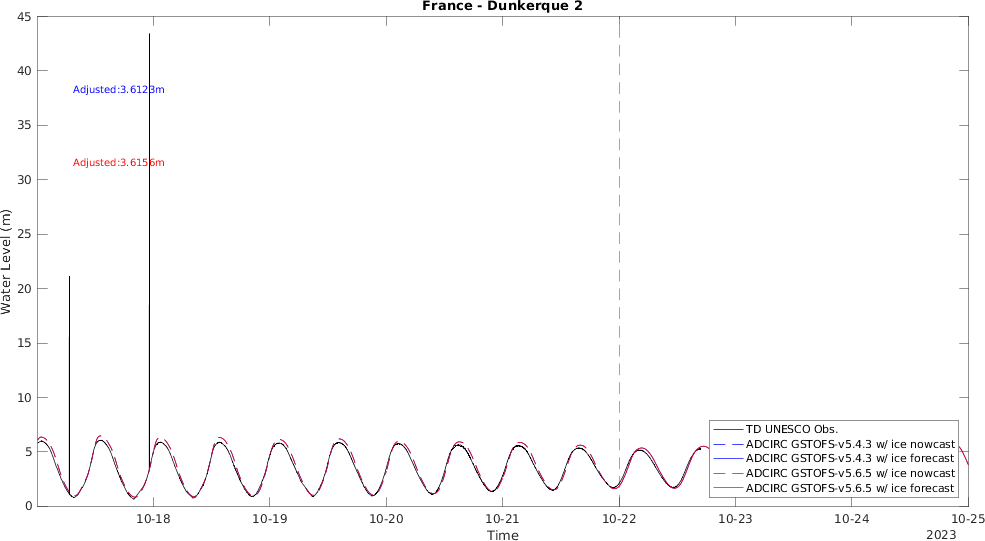 France - Dunkerque 2
45
40
35
30
25
20
15
10
5
0
Water Level (m)
Adjusted:3.6123m
Adjusted:3.6156m
TD UNESCO Obs.
ADCIRC GSTOFS-v5.4.3 w/ ice nowcast
ADCIRC GSTOFS-v5.4.3 w/ ice forecast
ADCIRC GSTOFS-v5.6.5 w/ ice nowcast
ADCIRC GSTOFS-v5.6.5 w/ ice forecast
10-18 10-19 10-20 10-21 10-22 10-23 10-24 10-25
Time
2023